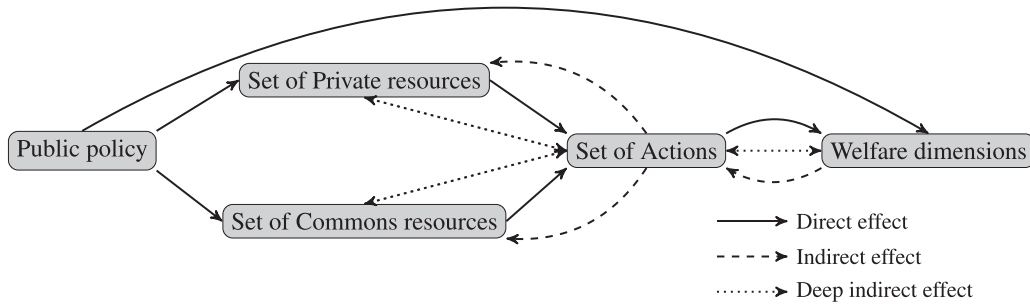 Set of Private resources
Public policy
Set of Actions
Welfare dimensions
Set of Commons resources
Direct effect
Indirect effect
Deep indirect effect